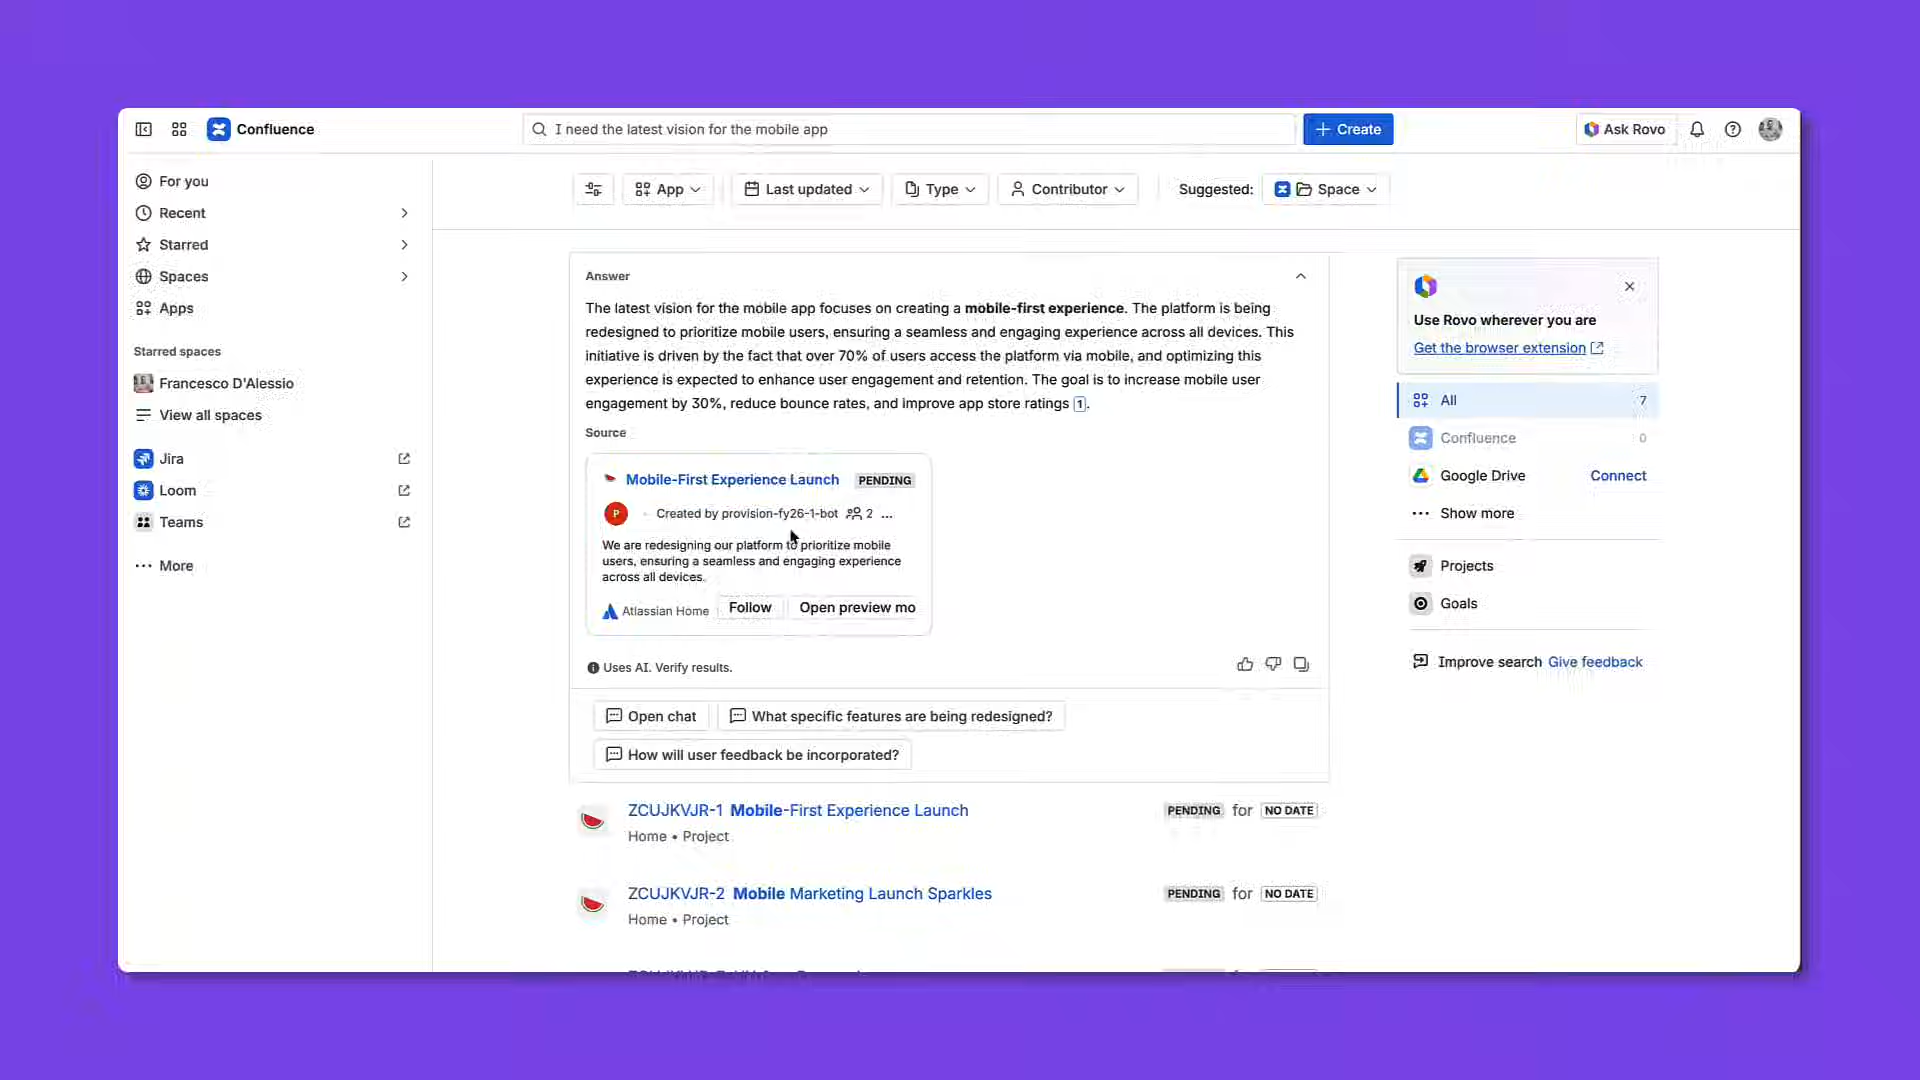 Confluence
I need the latest vision for the mobile app
Create
Ask Rovo
For you
Recent
Starred
Spaces
Apps
Starred spaces
Francesco D'Alessio
View all spaces
Jira
Loom
Teams
More
App
Last updated
Type
Contributor
Suggested:
Space
Answer
The latest vision for the mobile app focuses on creating a mobile-first experience. The platform is being
redesigned to prioritize mobile users, ensuring a seamless and engaging experience across all devices. This
initiative is driven by the fact that over 70% of users access the platform via mobile, and optimizing this
experience is expected to enhance user engagement and retention. The goal is to increase mobile user
engagement by 30%, reduce bounce rates, and improve app store ratings 1.
Source
Mobile-First Experience Launch PENDING
P Created by provision-fy26-1-bot 2 ...
We are redesigning our platform to prioritize mobile
users, ensuring a seamless and engaging experience
across all devices.
Atlassian Home Follow Open preview mo
Uses AI. Verify results.
Open chat
What specific features are being redesigned?
How will user feedback be incorporated?
ZCUJKVJR-1 Mobile-First Experience Launch PENDING for NO DATE
Home • Project
ZCUJKVJR-2 Mobile Marketing Launch Sparkles PENDING for NO DATE
Home • Project
Use Rovo wherever you are
Get the browser extension
All 7
Confluence 0
Google Drive Connect
Show more
Projects
Goals
Improve search Give feedback